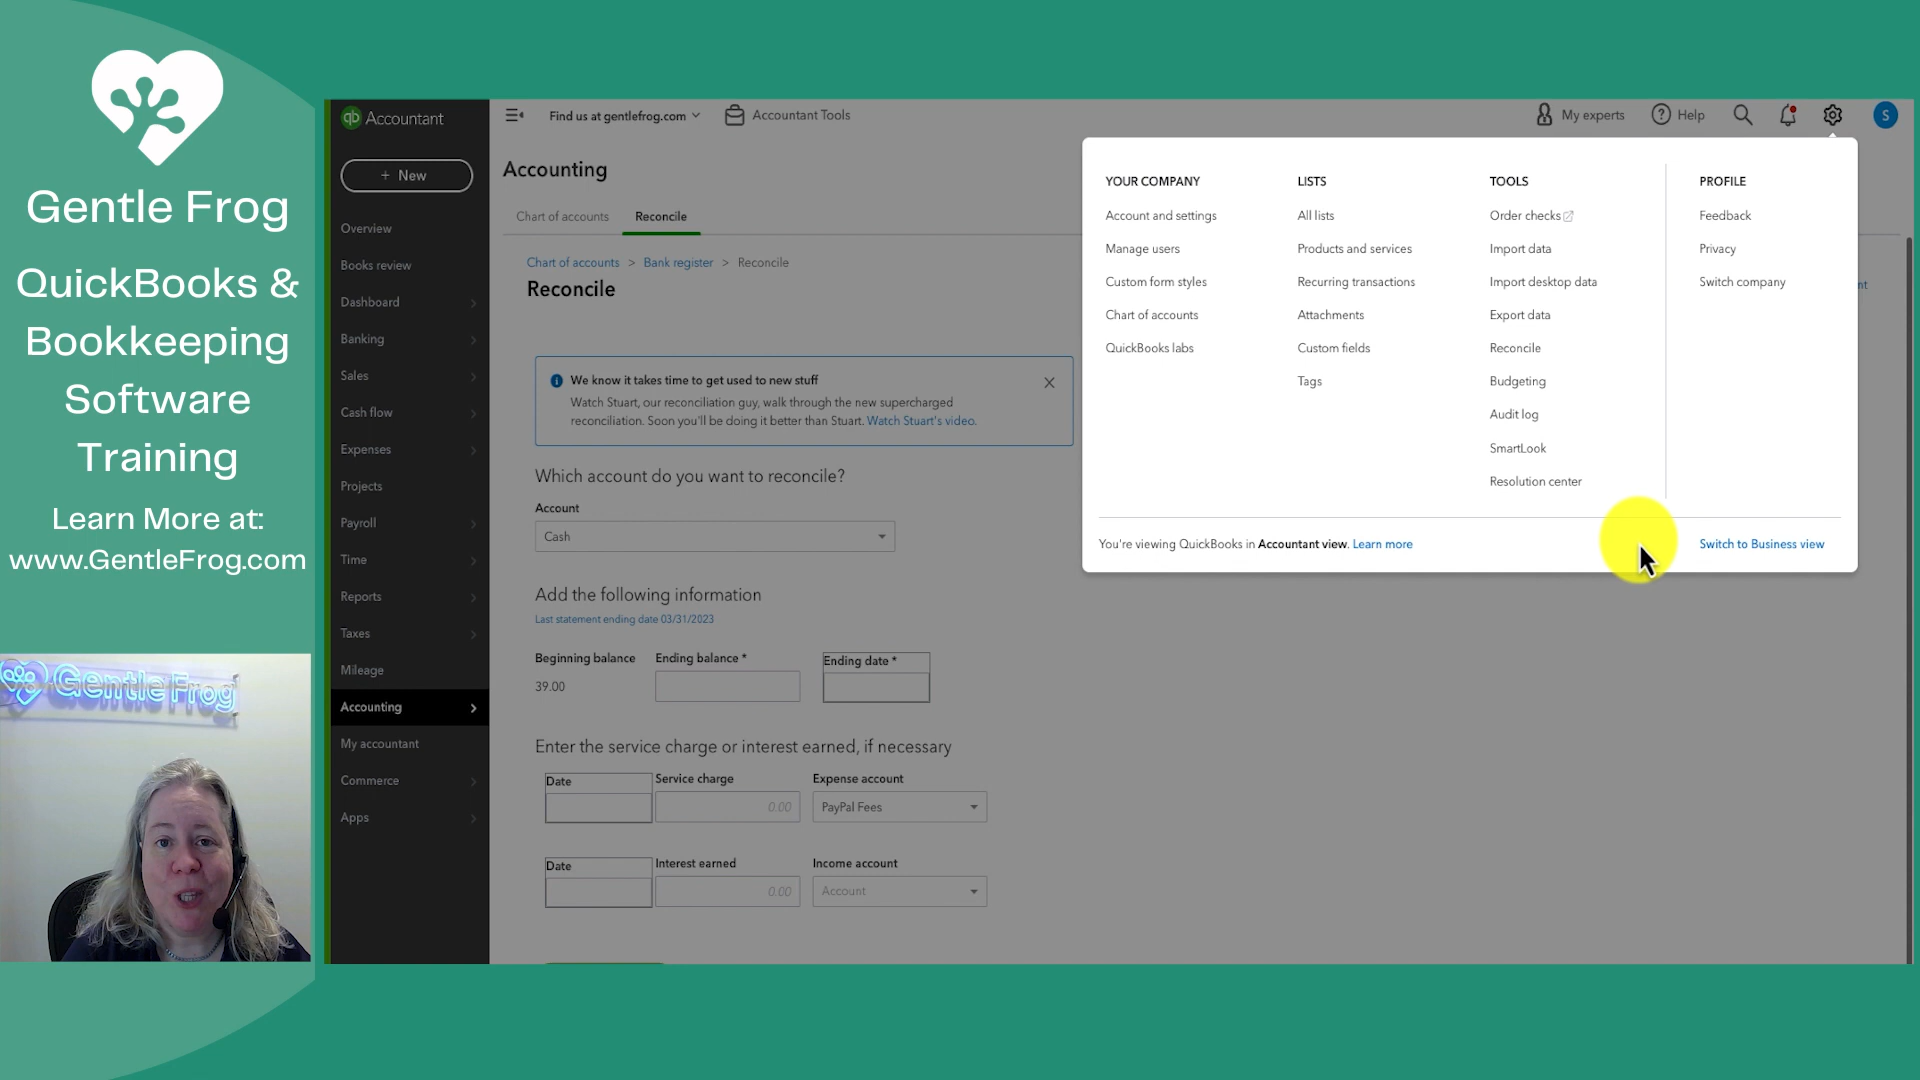 Gentle Frog
QuickBooks &
Bookkeeping
Software
Training
Learn More at:
www.GentleFrog.com
Gentle Frog
qb Accountant
+ New
Overview
Books review
Dashboard
Banking
Sales
Cash flow
Expenses
Projects
Payroll
Time
Reports
Taxes
Mileage
Accounting
My accountant
Commerce
Apps
Find us at gentlefrog.com
Accountant Tools
My experts
Help
S
Accounting
Chart of accounts
Reconcile
Chart of accounts > Bank register > Reconcile
Reconcile
We know it takes time to get used to new stuff
Watch Stuart, our reconciliation guy, walk through the new supercharged
reconciliation. Soon you'll be doing it better than Stuart. Watch Stuart's video.
Which account do you want to reconcile?
Account
Cash
Add the following information
Last statement ending date 03/31/2023
Beginning balance
Ending balance *
Ending date *
39.00
Enter the service charge or interest earned, if necessary
Date
Service charge
Expense account
0.00
PayPal Fees
Date
Interest earned
Income account
0.00
Account
YOUR COMPANY
Account and settings
Manage users
Custom form styles
Chart of accounts
QuickBooks labs
LISTS
All lists
Products and services
Recurring transactions
Attachments
Custom fields
Tags
TOOLS
Order checks
Import data
Import desktop data
Export data
Reconcile
Budgeting
Audit log
SmartLook
Resolution center
PROFILE
Feedback
Privacy
Switch company
You're viewing QuickBooks in Accountant view. Learn more
Switch to Business view